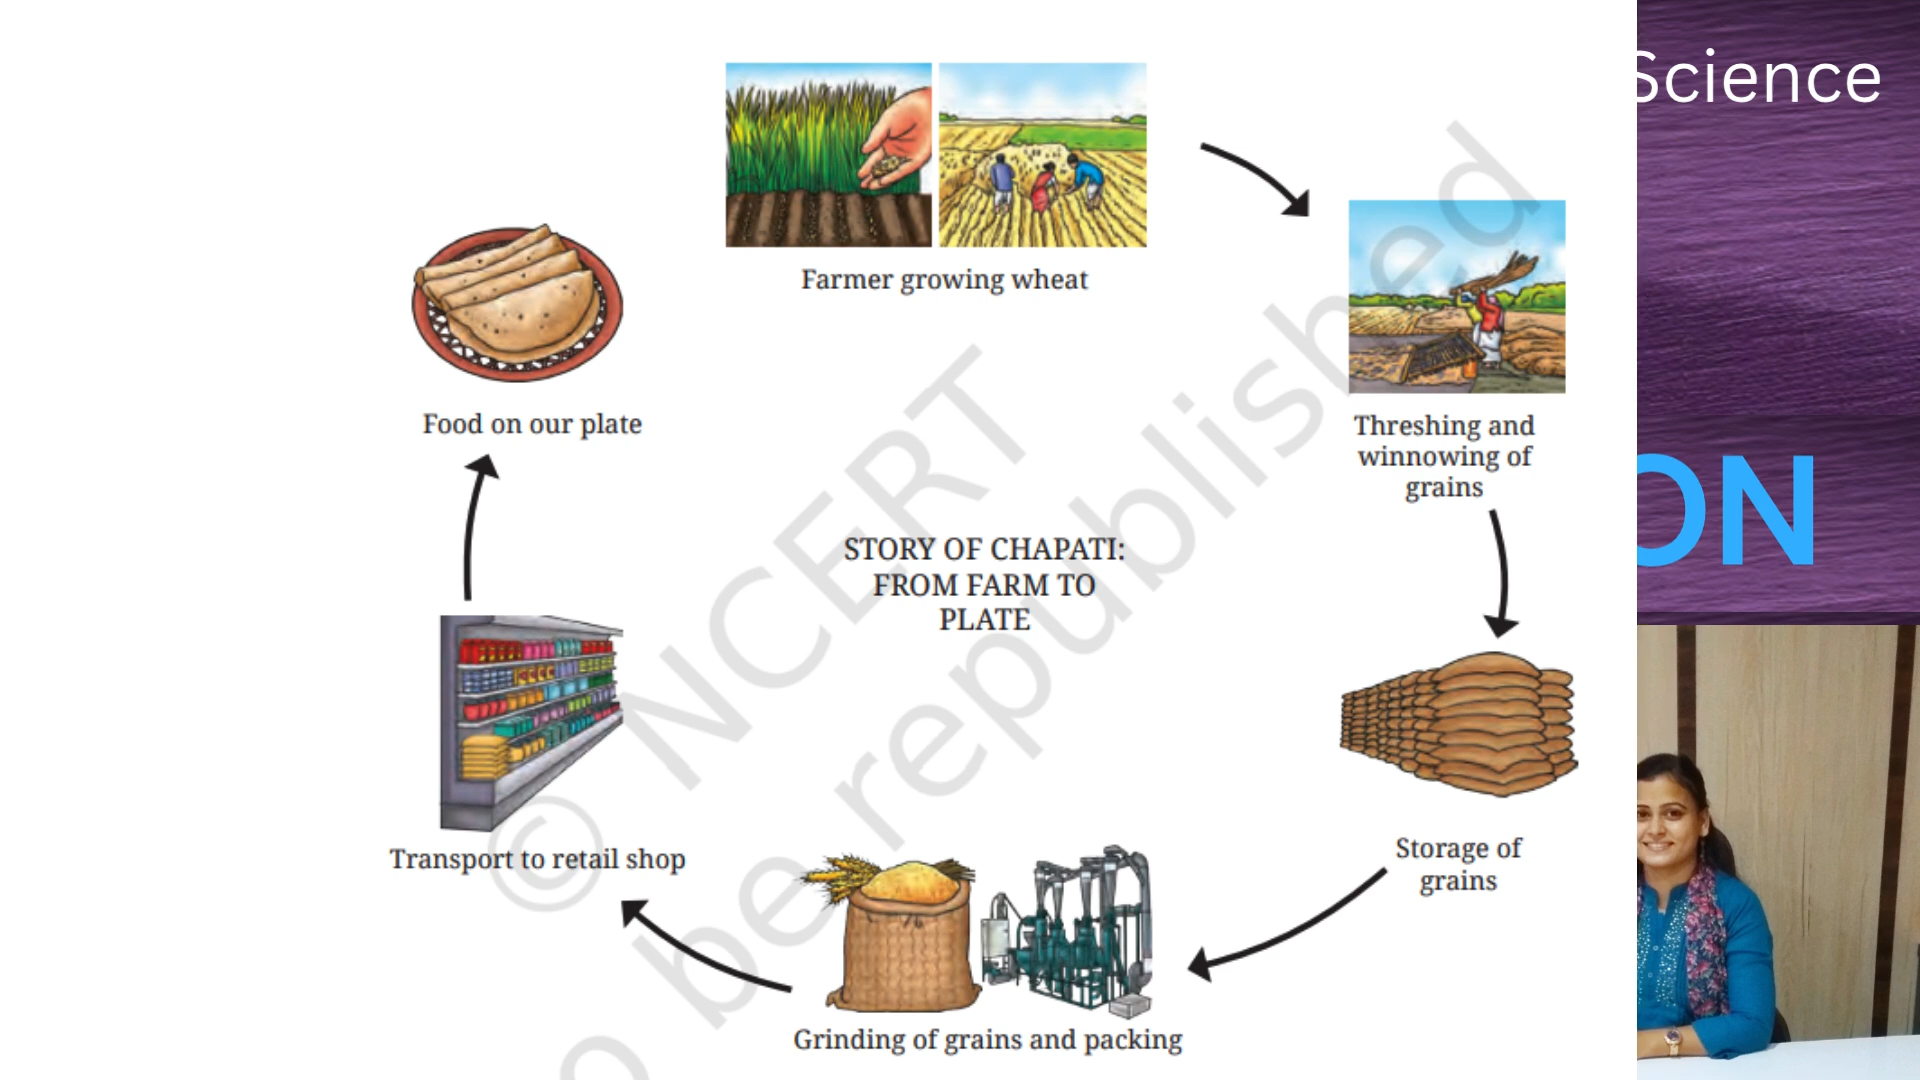 Science
ON
Farmer growing wheat
Threshing and
winnowing of
grains
Storage of
grains
Grinding of grains and packing
Transport to retail shop
Food on our plate
STORY OF CHAPATI:
FROM FARM TO
PLATE
© NCERT
be republished